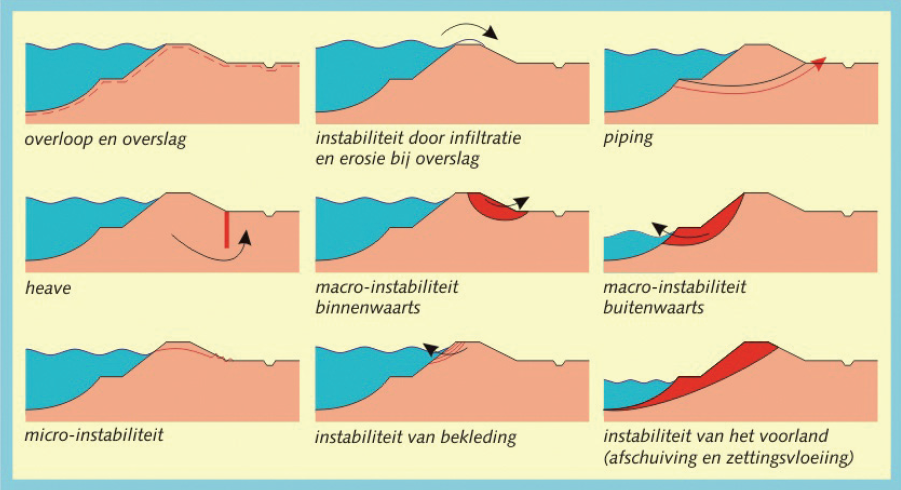 overloop en overslag
instabiliteit door infiltratie
en erosie bij overslag
piping
heave
macro-instabiliteit
binnenwaarts
macro-instabiliteit
buitenwaarts
micro-instabiliteit
instabiliteit van bekleding
instabiliteit van het voorland
(afschuiving en zettingsvloeiing)